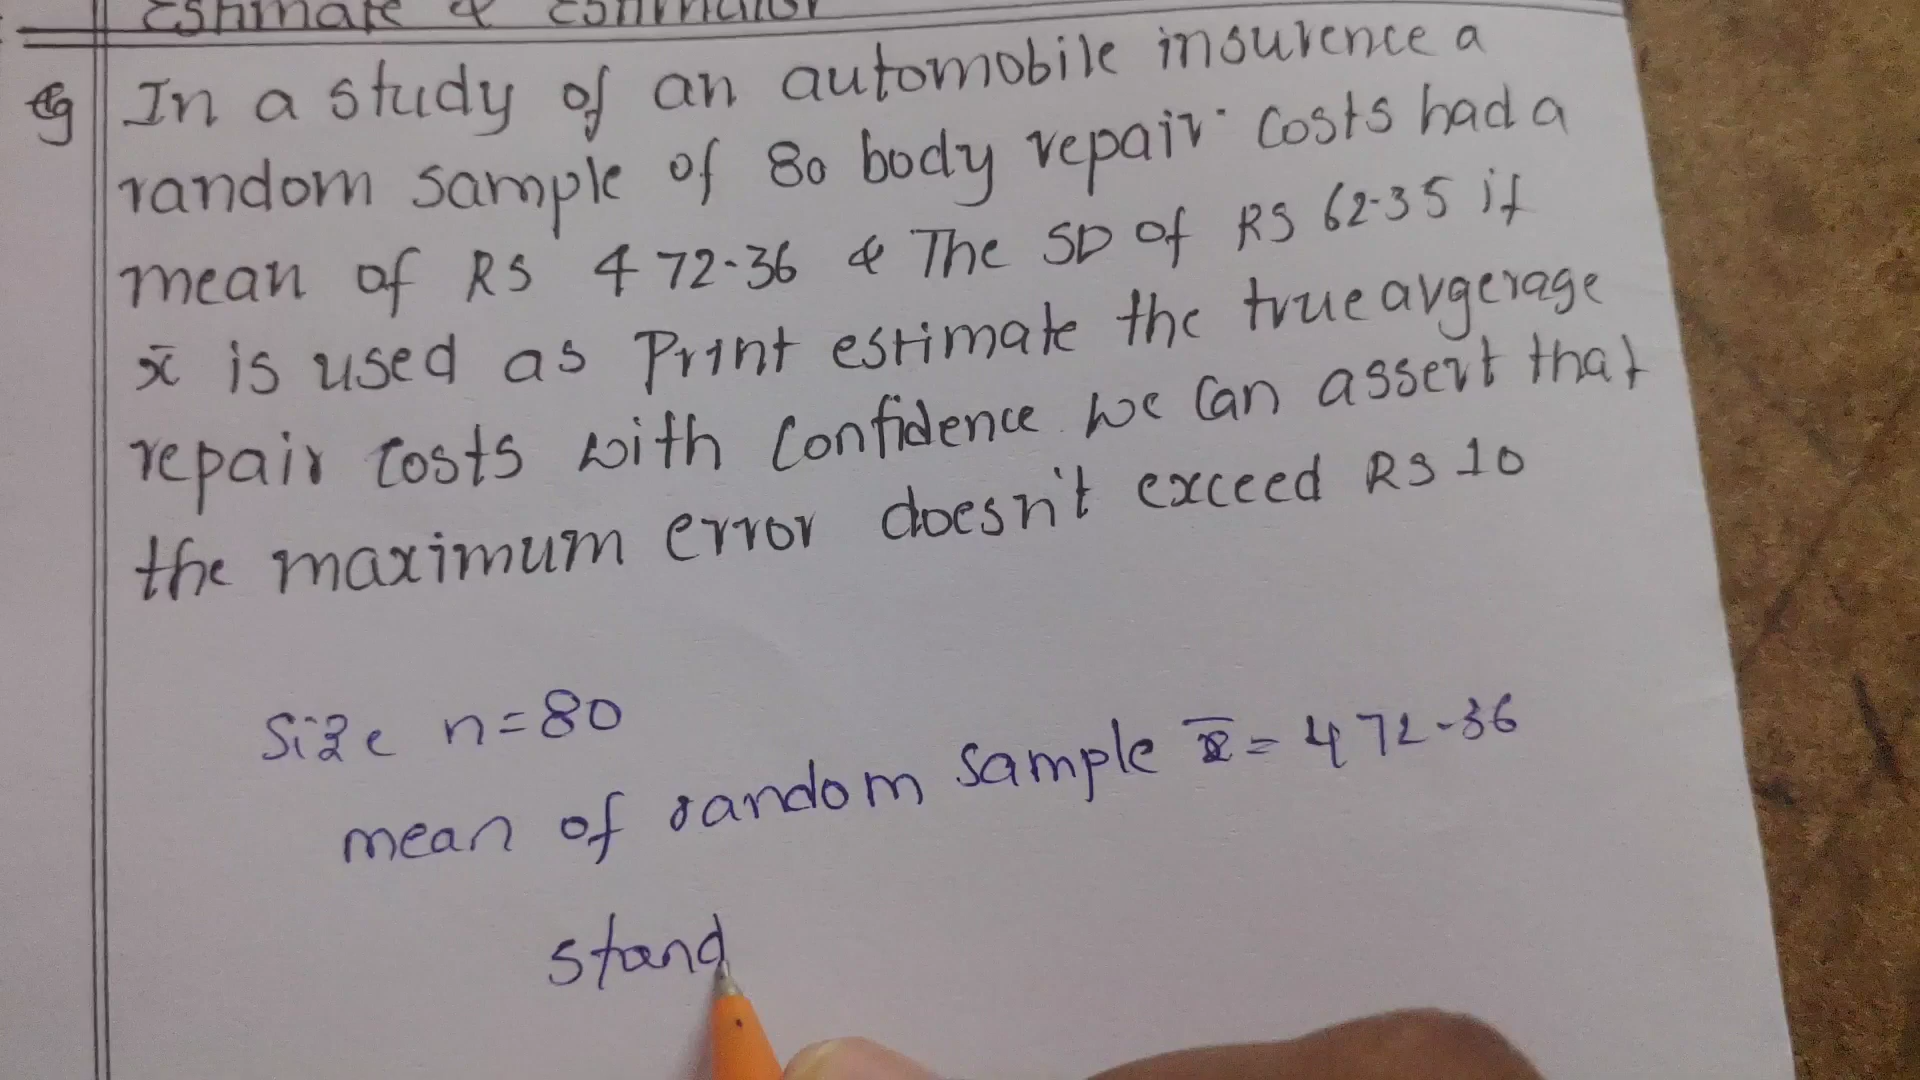 Estimate & Estimator
Eg In a study of an automobile insurence a
random sample of 80 body repair costs had a
mean of RS 472.36 & The SD of RS 62.35 if
x̄ is used as Print estimate the true avgerage
repair costs with confidence we can assert that
the maximum error doesn't exceed RS 10
Size n=80
mean of random sample x̄ = 472.36
stand